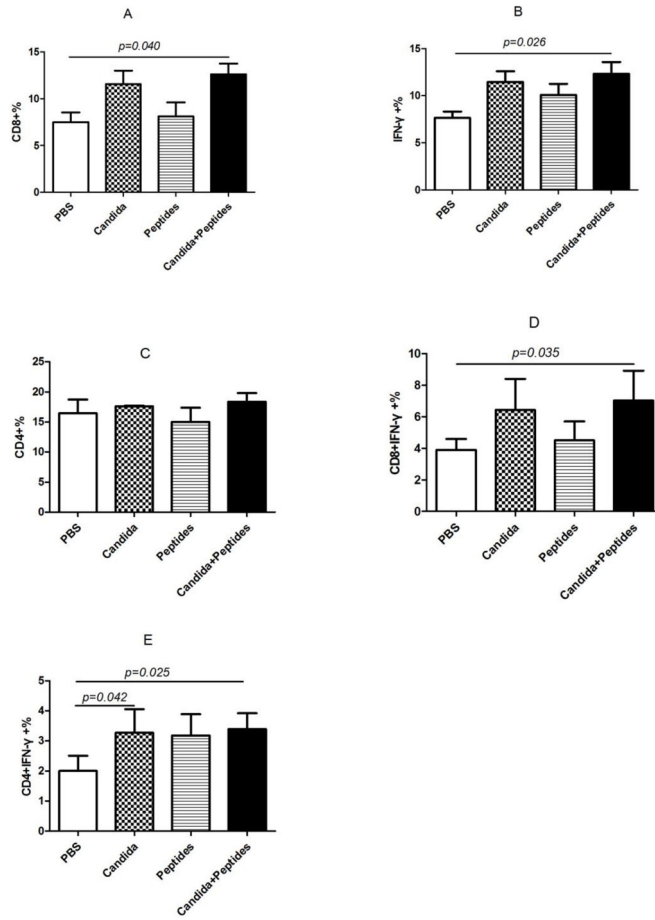 A
p=0.040
CD8+%
15
10
5
0
PBS
Candida
Peptides
Candida+Peptides
B
p=0.026
IFN-γ +%
15
10
5
0
PBS
Candida
Peptides
Candida+Peptides
C
CD4+%
25
20
15
10
5
0
PBS
Candida
Peptides
Candida+Peptides
D
p=0.035
CD8+IFN-γ +%
10
8
6
4
2
0
PBS
Candida
Peptides
Candida+Peptides
E
p=0.025
p=0.042
CD4+IFN-γ +%
5
4
3
2
1
0
PBS
Candida
Peptides
Candida+Peptides